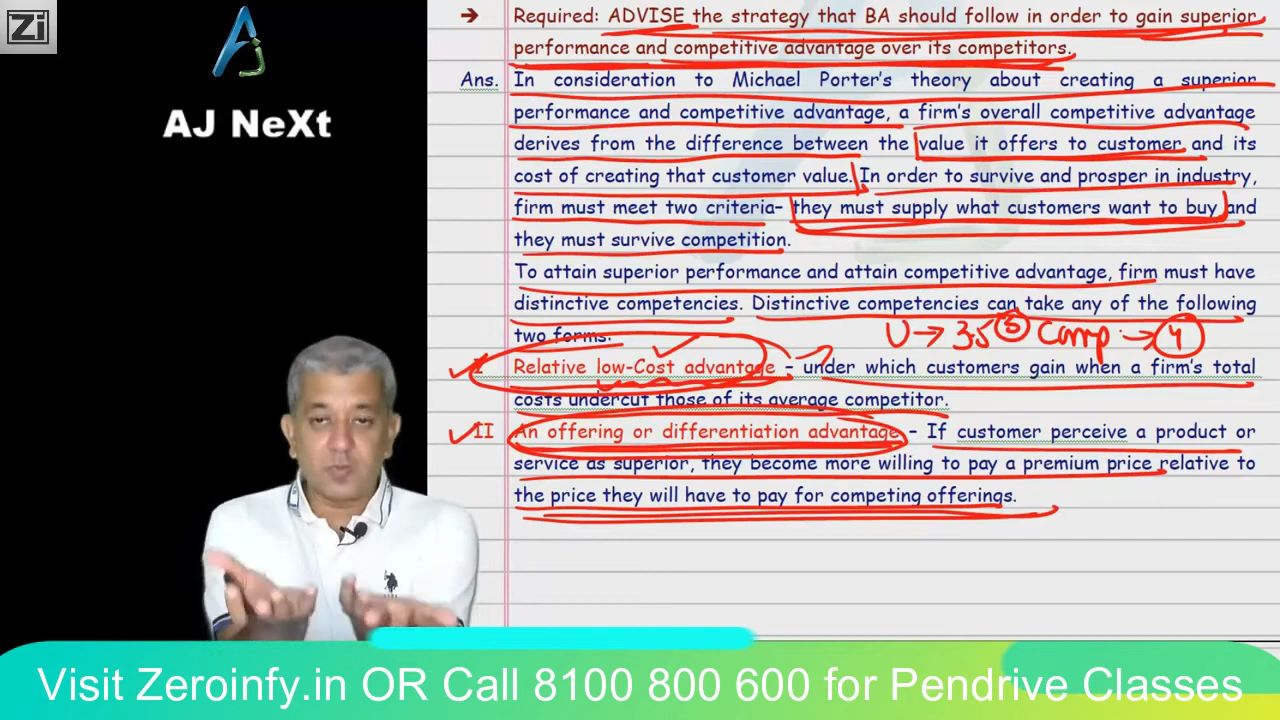 Zi
AJ NeXt
→ Required: ADVISE the strategy that BA should follow in order to gain superior
performance and competitive advantage over its competitors.
Ans. In consideration to Michael Porter's theory about creating a superior
performance and competitive advantage, a firm's overall competitive advantage
derives from the difference between the value it offers to customer and its
cost of creating that customer value. In order to survive and prosper in industry,
firm must meet two criteria– they must supply what customers want to buy and
they must survive competition.
To attain superior performance and attain competitive advantage, firm must have
distinctive competencies. Distinctive competencies can take any of the following
two forms:
U → 3.5 Comp → 4
I Relative low-Cost advantage – under which customers gain when a firm's total
costs undercut those of its average competitor.
II An offering or differentiation advantage – If customer perceive a product or
service as superior, they become more willing to pay a premium price relative to
the price they will have to pay for competing offerings.
Visit Zeroinfy.in OR Call 8100 800 600 for Pendrive Classes